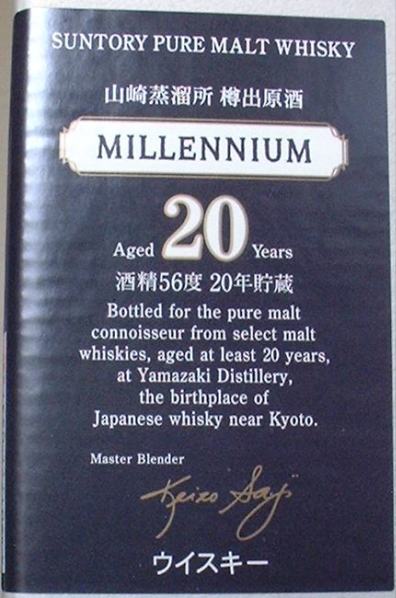 SUNTORY PURE MALT WHISKY
山崎蒸溜所 樽出原酒
MILLENNIUM
Aged 20 Years
酒精56度 20年貯蔵
Bottled for the pure malt
connoisseur from select malt
whiskies, aged at least 20 years,
at Yamazaki Distillery,
the birthplace of
Japanese whisky near Kyoto.
Master Blender
Keizo Saji
ウイスキー